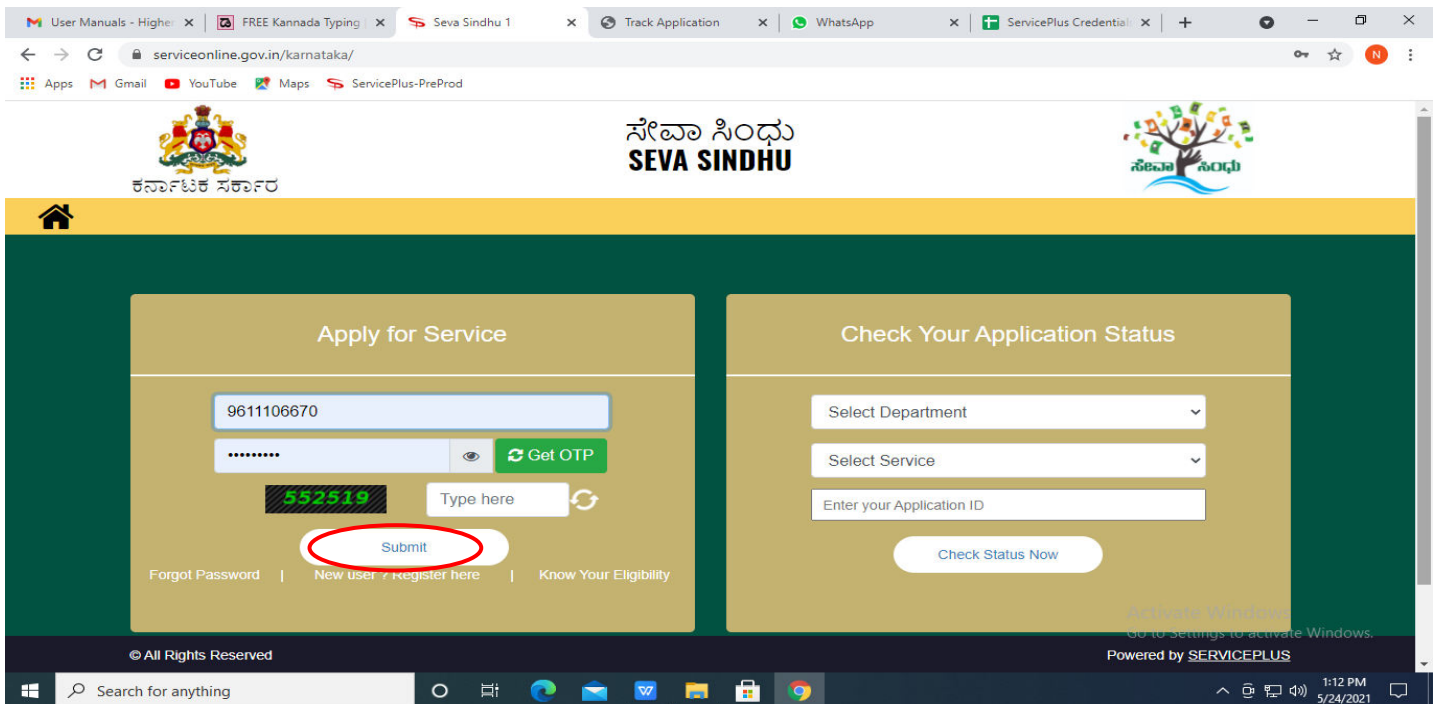 User Manuals - Higher
FREE Kannada Typing
Seva Sindhu 1
Track Application
WhatsApp
ServicePlus Credential
serviceonline.gov.in/karnataka/
N
Apps
Gmail
YouTube
Maps
ServicePlus-PreProd
ಕರ್ನಾಟಕ ಸರ್ಕಾರ
ಸೇವಾ ಸಿಂಧು
SEVA SINDHU
ಸೇವಾ ಸಿಂಧು
Apply for Service
9611106670
•••••••••
Get OTP
552519
Type here
Submit
Forgot Password | New user ? Register here | Know Your Eligibility
Check Your Application Status
Select Department
Select Service
Enter your Application ID
Check Status Now
Activate Windows
Go to Settings to activate Windows.
© All Rights Reserved
Powered by SERVICEPLUS
Search for anything
1:12 PM
5/24/2021